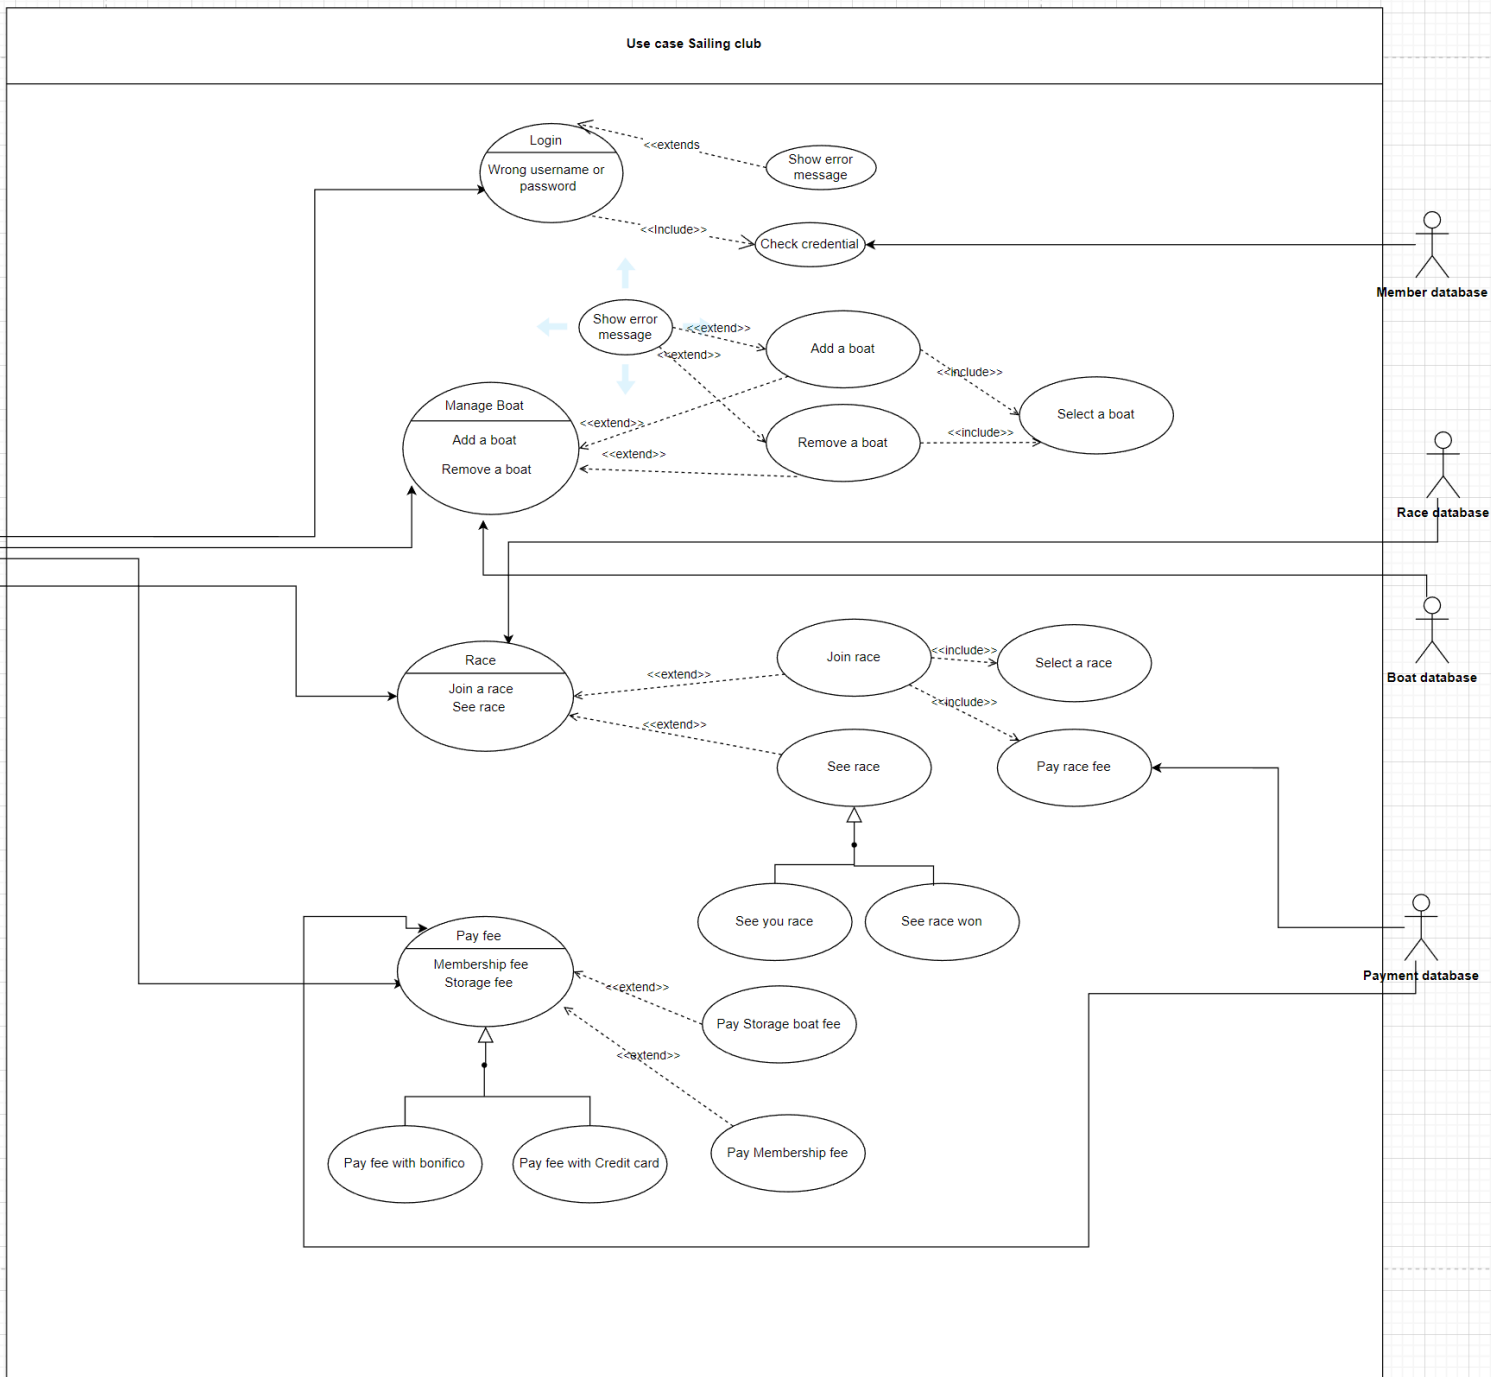 Use case Sailing club
Login
Wrong username or
password
<<extends
Show error
message
<<Include>>
Check credential
Member database
Show error
message
<<extend>>
<<extend>>
Add a boat
<<include>>
Select a boat
Manage Boat
Add a boat
Remove a boat
<<extend>>
<<extend>>
Remove a boat
<<include>>
Race database
Boat database
Race
Join a race
See race
<<extend>>
<<extend>>
Join race
<<include>>
Select a race
<<include>>
See race
Pay race fee
See you race
See race won
Payment database
Pay fee
Membership fee
Storage fee
<<extend>>
Pay Storage boat fee
<<extend>>
Pay Membership fee
Pay fee with bonifico
Pay fee with Credit card